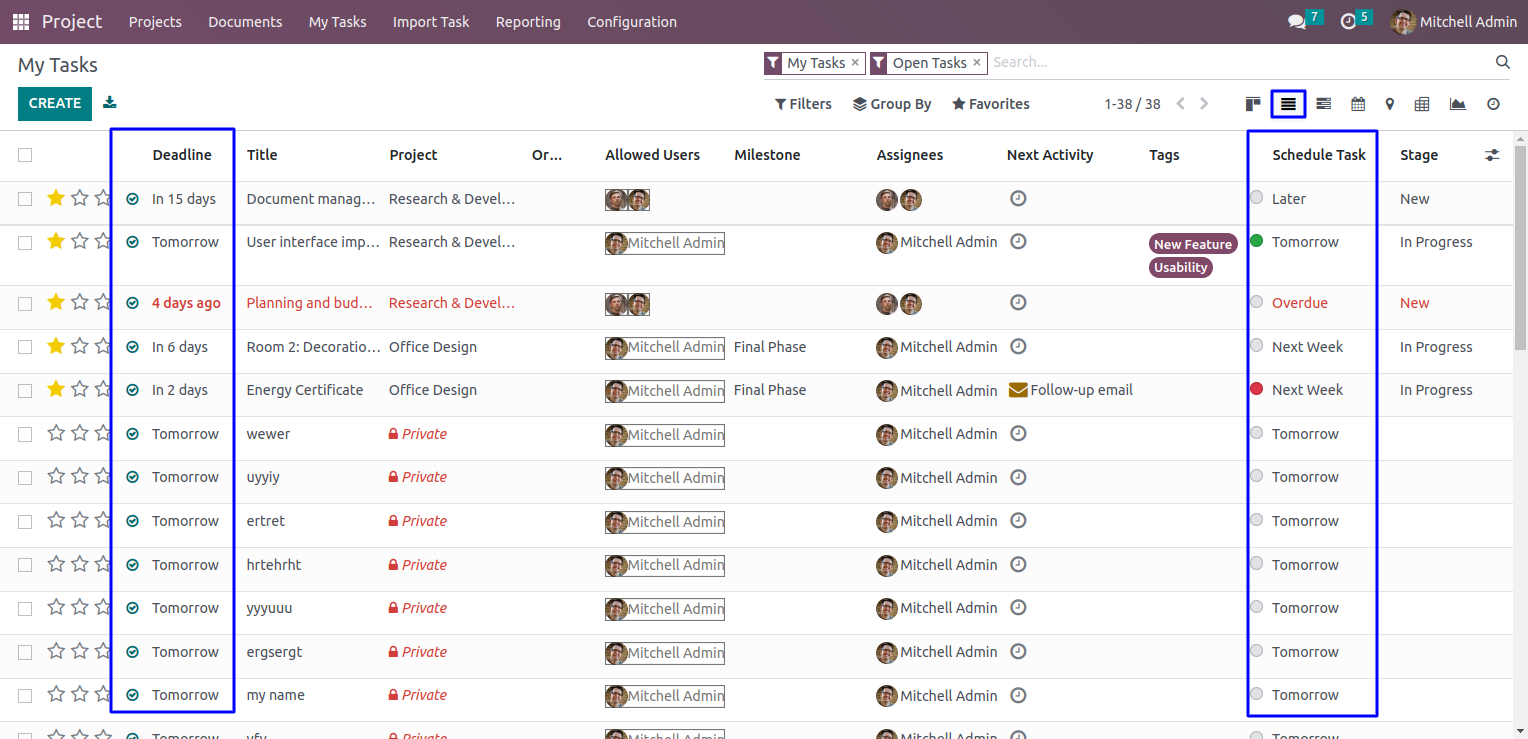 Project Projects Documents My Tasks Import Task Reporting Configuration 7 5 Mitchell Admin
My Tasks My Tasks × Open Tasks × Search...
CREATE Filters Group By Favorites 1-38 / 38
Deadline Title Project Or... Allowed Users Milestone Assignees Next Activity Tags Schedule Task Stage
In 15 days Document manag... Research & Devel... Later New
Tomorrow User interface imp... Research & Devel... Mitchell Admin Mitchell Admin New Feature Tomorrow In Progress
Usability
4 days ago Planning and bud... Research & Devel... Overdue New
In 6 days Room 2: Decoratio... Office Design Mitchell Admin Final Phase Mitchell Admin Next Week In Progress
In 2 days Energy Certificate Office Design Mitchell Admin Final Phase Mitchell Admin Follow-up email Next Week In Progress
Tomorrow wewer Private Mitchell Admin Mitchell Admin Tomorrow
Tomorrow uyyiy Private Mitchell Admin Mitchell Admin Tomorrow
Tomorrow ertret Private Mitchell Admin Mitchell Admin Tomorrow
Tomorrow hrtehrht Private Mitchell Admin Mitchell Admin Tomorrow
Tomorrow yyyuuu Private Mitchell Admin Mitchell Admin Tomorrow
Tomorrow ergsergt Private Mitchell Admin Mitchell Admin Tomorrow
Tomorrow my name Private Mitchell Admin Mitchell Admin Tomorrow
Tomorrow Private Mitchell Admin Mitchell Admin Tomorrow